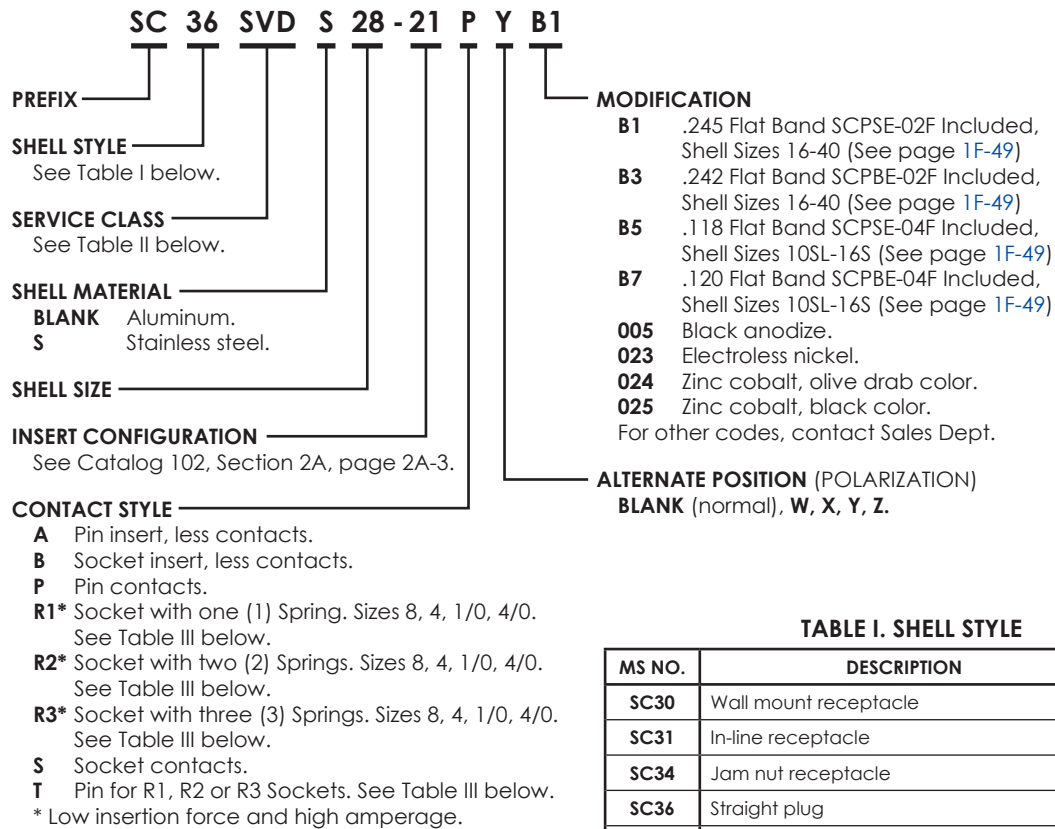 SC 36 SVD S 28 - 21 P Y B1
PREFIX
SHELL STYLE
See Table I below.
SERVICE CLASS
See Table II below.
SHELL MATERIAL
BLANK Aluminum.
S Stainless steel.
SHELL SIZE
INSERT CONFIGURATION
See Catalog 102, Section 2A, page 2A-3.
CONTACT STYLE
A Pin insert, less contacts.
B Socket insert, less contacts.
P Pin contacts.
R1* Socket with one (1) Spring. Sizes 8, 4, 1/0, 4/0.
See Table III below.
R2* Socket with two (2) Springs. Sizes 8, 4, 1/0, 4/0.
See Table III below.
R3* Socket with three (3) Springs. Sizes 8, 4, 1/0, 4/0.
See Table III below.
S Socket contacts.
T Pin for R1, R2 or R3 Sockets. See Table III below.
* Low insertion force and high amperage.
MODIFICATION
B1 .245 Flat Band SCPSE-02F Included,
Shell Sizes 16-40 (See page 1F-49)
B3 .242 Flat Band SCPBE-02F Included,
Shell Sizes 16-40 (See page 1F-49)
B5 .118 Flat Band SCPSE-04F Included,
Shell Sizes 10SL-16S (See page 1F-49)
B7 .120 Flat Band SCPBE-04F Included,
Shell Sizes 10SL-16S (See page 1F-49)
005 Black anodize.
023 Electroless nickel.
024 Zinc cobalt, olive drab color.
025 Zinc cobalt, black color.
For other codes, contact Sales Dept.
ALTERNATE POSITION (POLARIZATION)
BLANK (normal), W, X, Y, Z.
TABLE I. SHELL STYLE
MS NO. DESCRIPTION
SC30 Wall mount receptacle
SC31 In-line receptacle
SC34 Jam nut receptacle
SC36 Straight plug